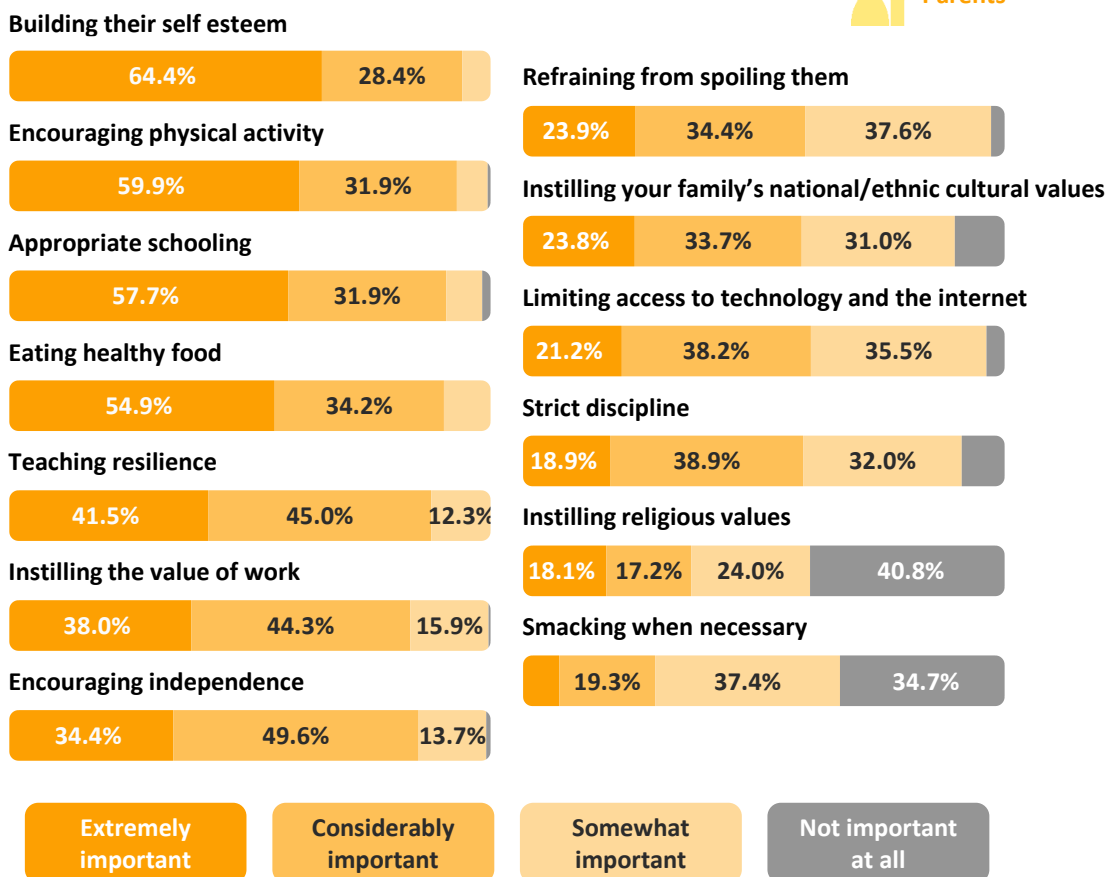 Parents
Building their self esteem
64.4% 28.4%
Encouraging physical activity
59.9% 31.9%
Appropriate schooling
57.7% 31.9%
Eating healthy food
54.9% 34.2%
Teaching resilience
41.5% 45.0% 12.3%
Instilling the value of work
38.0% 44.3% 15.9%
Encouraging independence
34.4% 49.6% 13.7%
Refraining from spoiling them
23.9% 34.4% 37.6%
Instilling your family's national/ethnic cultural values
23.8% 33.7% 31.0%
Limiting access to technology and the internet
21.2% 38.2% 35.5%
Strict discipline
18.9% 38.9% 32.0%
Instilling religious values
18.1% 17.2% 24.0% 40.8%
Smacking when necessary
19.3% 37.4% 34.7%
Extremely
important
Considerably
important
Somewhat
important
Not important
at all